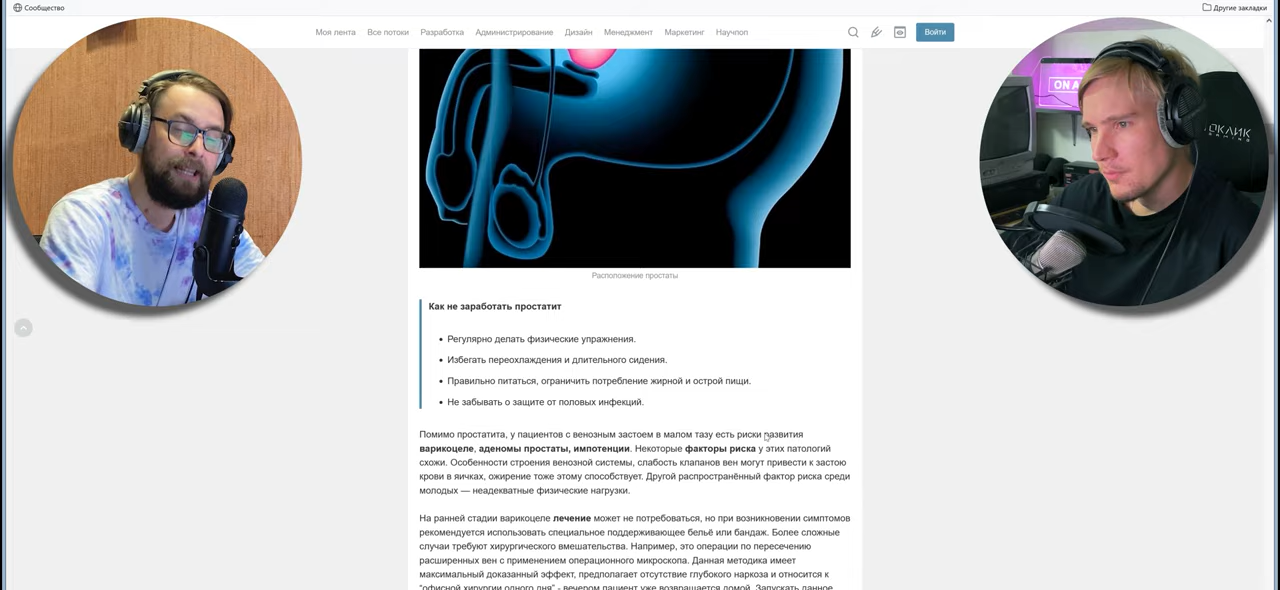 Сообщество
Другие закладки
Моя лента Все потоки Разработка Администрирование Дизайн Менеджмент Маркетинг Научпоп
Войти
ON A
Расположение простаты
Как не заработать простатит
• Регулярно делать физические упражнения.
• Избегать переохлаждения и длительного сидения.
• Правильно питаться, ограничить потребление жирной и острой пищи.
• Не забывать о защите от половых инфекций.
Помимо простатита, у пациентов с венозным застоем в малом тазу есть риски развития
варикоцеле, аденомы простаты, импотенции. Некоторые факторы риска у этих патологий
схожи. Особенности строения венозной системы, слабость клапанов вен могут привести к застою
крови в яичках, ожирение тоже этому способствует. Другой распространённый фактор риска среди
молодых — неадекватные физические нагрузки.
На ранней стадии варикоцеле лечение может не потребоваться, но при возникновении симптомов
рекомендуется использовать специальное поддерживающее бельё или бандаж. Более сложные
случаи требуют хирургического вмешательства. Например, это операции по пересечению
расширенных вен с применением операционного микроскопа. Данная методика имеет
максимальный доказанный эффект, предполагает отсутствие глубокого наркоза и относится к
"офисной хирургии одного дня" - вечером пациент уже возвращается домой. Запускать данное